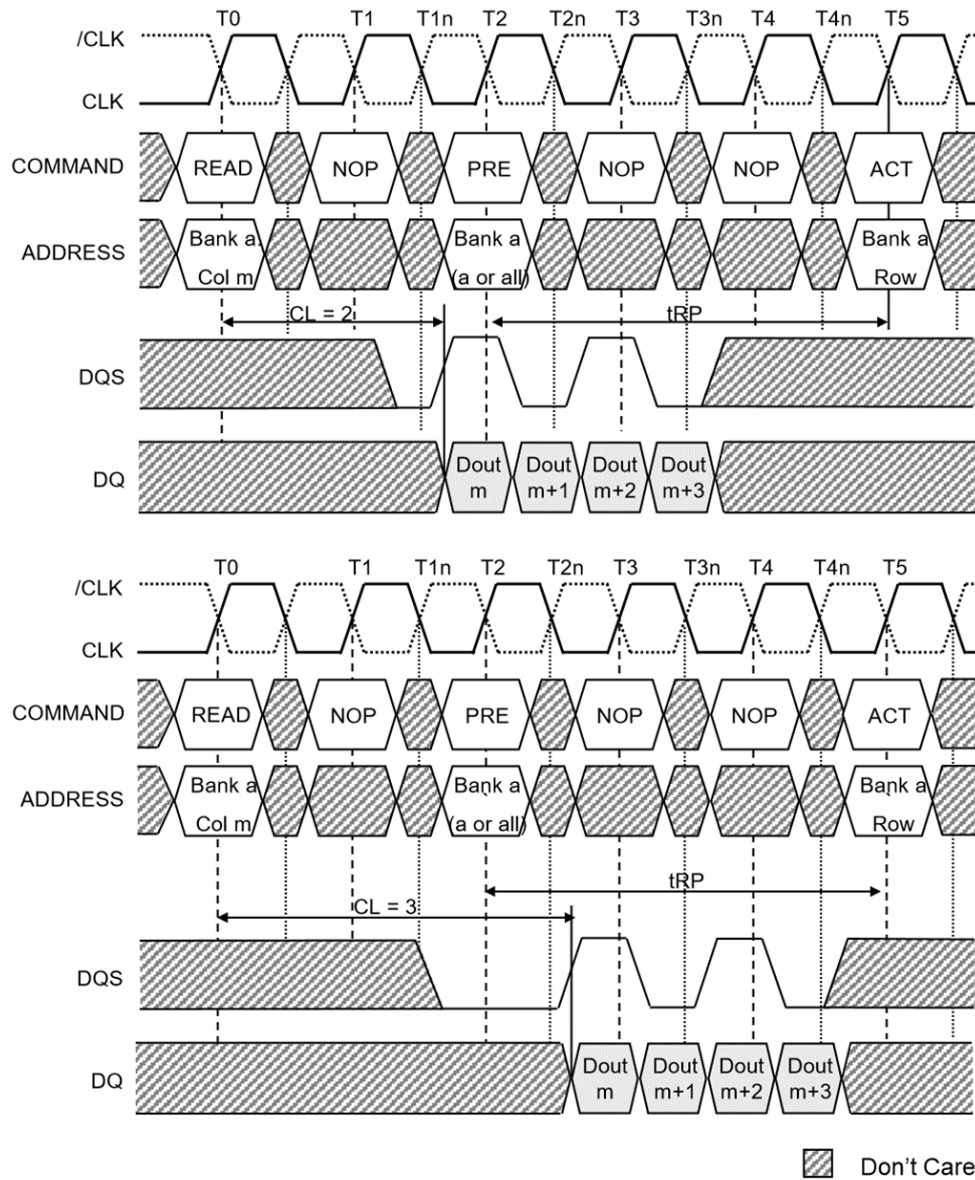 T0 T1 T1n T2 T2n T3 T3n T4 T4n T5
/CLK
CLK
COMMAND READ NOP PRE NOP NOP ACT
Bank a. Bank a Bank a
ADDRESS
Col m (a or all) Row
CL = 2 tRP
DQS
Dout Dout Dout Dout
DQ
m m+1 m+2 m+3
T0 T1 T1n T2 T2n T3 T3n T4 T4n T5
/CLK
CLK
COMMAND READ NOP PRE NOP NOP ACT
Bank a Bank a Bank a
ADDRESS
Col m (a or all) Row
tRP
CL = 3
DQS
Dout Dout Dout Dout
DQ
m m+1 m+2 m+3
Don't Care